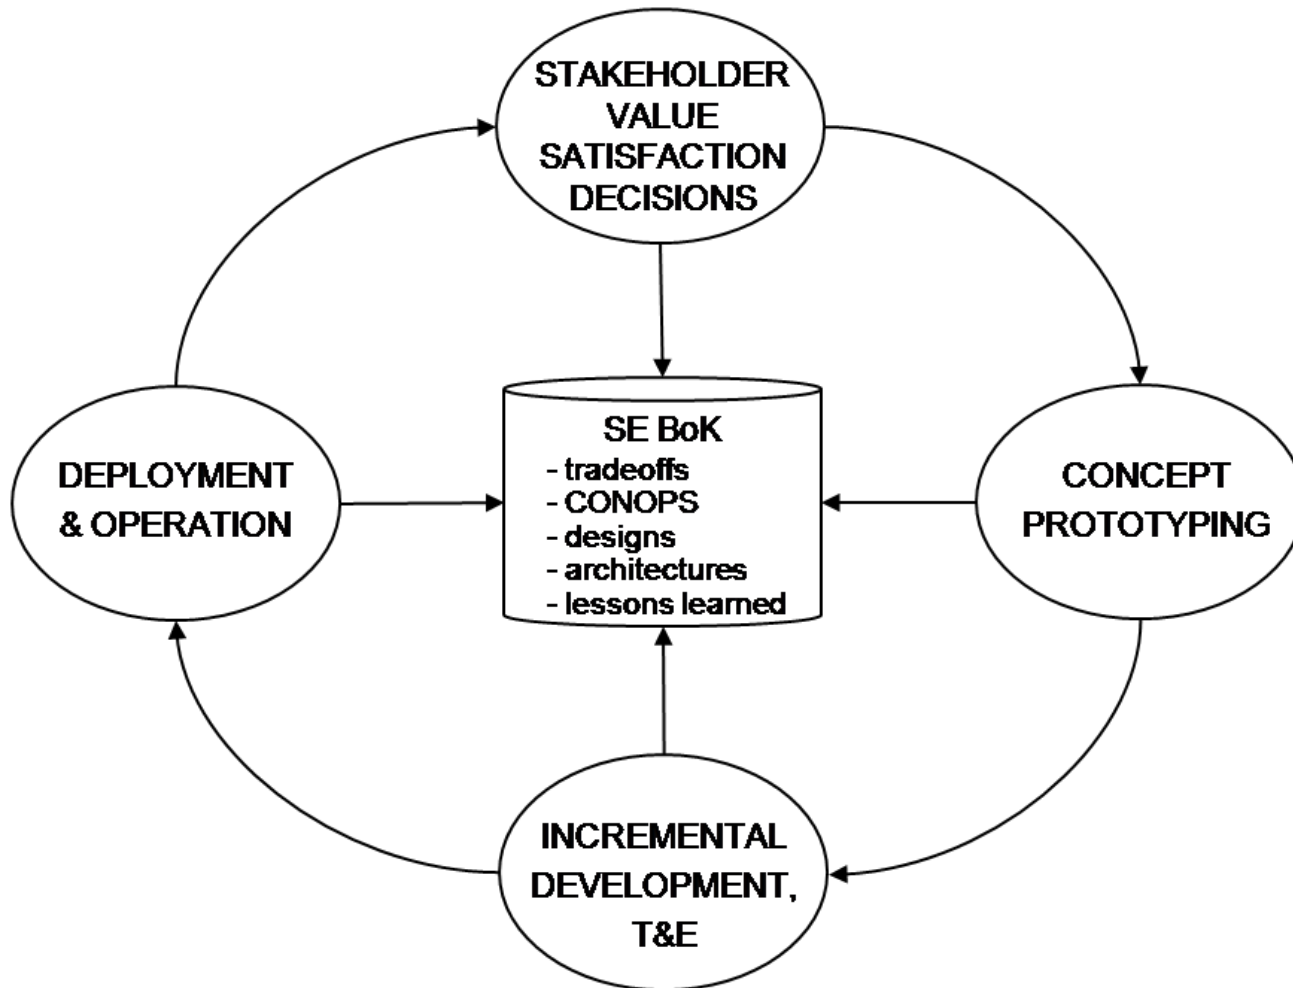 STAKEHOLDER
VALUE
SATISFACTION
DECISIONS
DEPLOYMENT
& OPERATION
SE BoK
- tradeoffs
- CONOPS
- designs
- architectures
- lessons learned
CONCEPT
PROTOTYPING
INCREMENTAL
DEVELOPMENT,
T&E